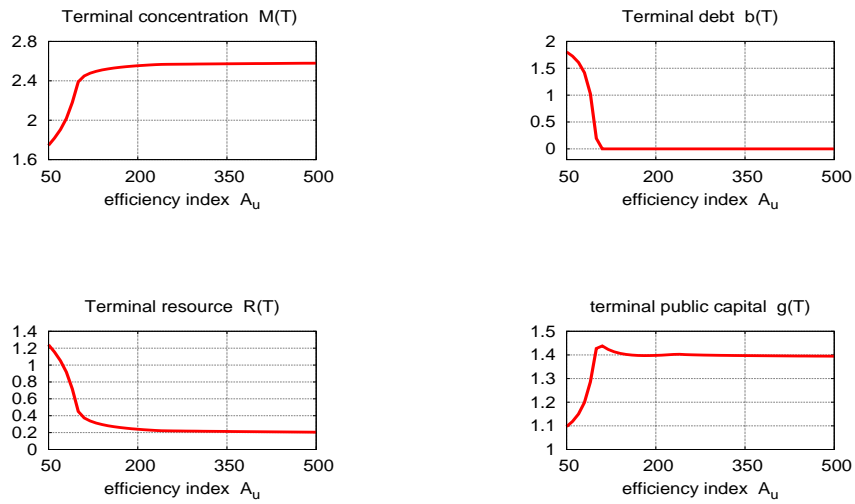 Terminal concentration M(T)
2.8
2.4
2
1.6
50 200 350 500
efficiency index A_u
Terminal debt b(T)
2
1.5
1
0.5
0
50 200 350 500
efficiency index A_u
Terminal resource R(T)
1.4
1.2
1
0.8
0.6
0.4
0.2
0
50 200 350 500
efficiency index A_u
terminal public capital g(T)
1.5
1.4
1.3
1.2
1.1
1
50 200 350 500
efficiency index A_u